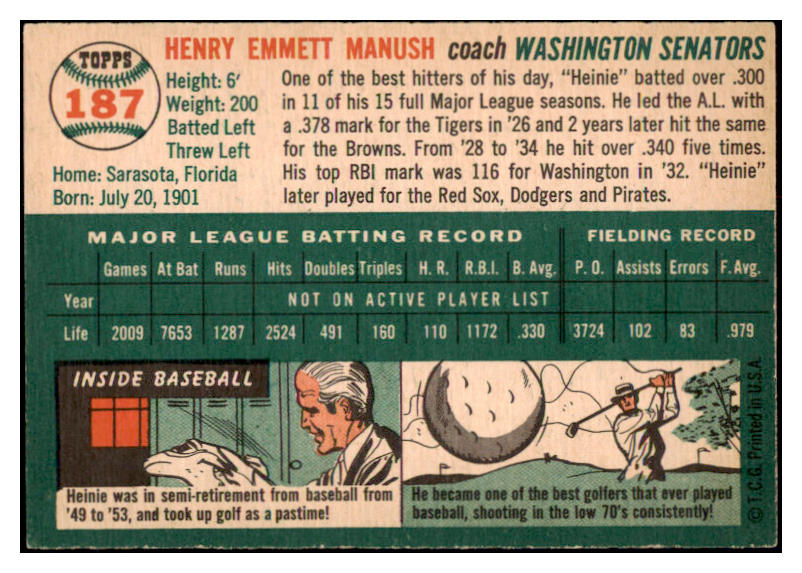 TOPPS
187
HENRY EMMETT MANUSH coach WASHINGTON SENATORS
Height: 6'
Weight: 200
Batted Left
Threw Left
Home: Sarasota, Florida
Born: July 20, 1901
One of the best hitters of his day, "Heinie" batted over .300
in 11 of his 15 full Major League seasons. He led the A.L. with
a .378 mark for the Tigers in '26 and 2 years later hit the same
for the Browns. From '28 to '34 he hit over .340 five times.
His top RBI mark was 116 for Washington in '32. "Heinie"
later played for the Red Sox, Dodgers and Pirates.
MAJOR LEAGUE BATTING RECORD FIELDING RECORD
Games At Bat Runs Hits Doubles Triples H. R. R.B.I. B. Avg. P. O. Assists Errors F. Avg.
Year NOT ON ACTIVE PLAYER LIST
Life 2009 7653 1287 2524 491 160 110 1172 .330 3724 102 83 .979
INSIDE BASEBALL
Heinie was in semi-retirement from baseball from
'49 to '53, and took up golf as a pastime!
He became one of the best golfers that ever played
baseball, shooting in the low 70's consistently!
© T.C.G. Printed in U.S.A.